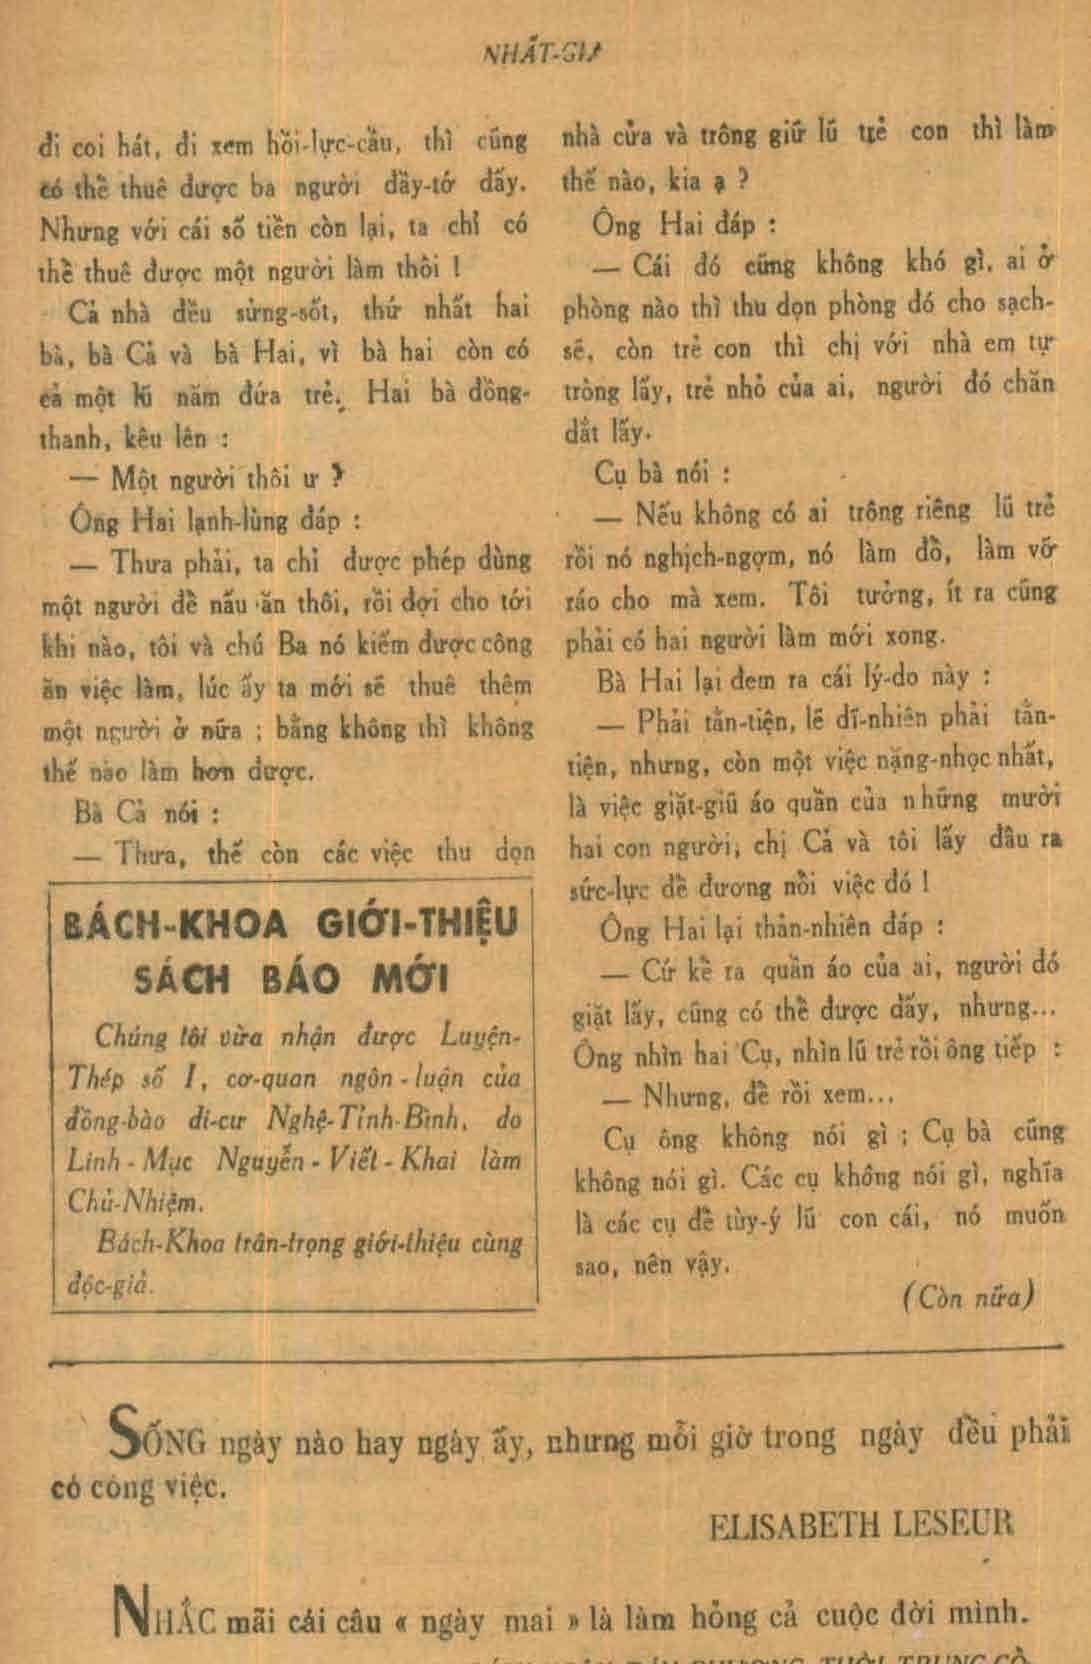 NHẤT-GIA
đi coi hát, đi xem hồi-lực-cầu, thì cũng
có thể thuê được ba người đầy-tớ đấy.
Nhưng với cái số tiền còn lại, ta chỉ có
thể thuê được một người làm thôi !
Cả nhà đều sửng-sốt, thứ nhất hai
bà, bà Cả và bà Hai, vì bà hai còn có
cả một lũ năm đứa trẻ. Hai bà đồng-
thanh, kêu lên :
— Một người thôi ư ?
Ông Hai lạnh-lùng đáp :
— Thưa phải, ta chỉ được phép dùng
một người để nấu ăn thôi, rồi đợi cho tới
khi nào, tôi và chú Ba nó kiếm được công
ăn việc làm, lúc ấy ta mới sẽ thuê thêm
một người ở nữa ; bằng không thì không
thế nào làm hơn được.
Bà Cả nói :
— Thưa, thế còn các việc thu dọn
BÁCH-KHOA GIỚI-THIỆU
SÁCH BÁO MỚI
Chúng tôi vừa nhận được Luyện-
Thép số 1, cơ-quan ngôn-luận của
đồng-bào di-cư Nghệ-Tĩnh-Bình, do
Linh-Mục Nguyễn-Viết-Khai làm
Chủ-Nhiệm.
Bách-Khoa trân-trọng giới-thiệu cùng
độc-giả.
nhà cửa và trông giữ lũ trẻ con thì làm
thế nào, kia ạ ?
Ông Hai đáp :
— Cái đó cũng không khó gì, ai ở
phòng nào thì thu dọn phòng đó cho sạch-
sẽ, còn trẻ con thì chị với nhà em tự
trông lấy, trẻ nhỏ của ai, người đó chăn
dắt lấy.
Cụ bà nói :
— Nếu không có ai trông riêng lũ trẻ
rồi nó nghịch-ngợm, nó làm đổ, làm vỡ
ráo cho mà xem. Tôi tưởng, ít ra cũng
phải có hai người làm mới xong.
Bà Hai lại đem ra cái lý-do này :
— Phải tằn-tiện, lẽ dĩ-nhiên phải tằn-
tiện, nhưng, còn một việc nặng-nhọc nhất,
là việc giặt-giũ áo quần của những mười
hai con người, chị Cả và tôi lấy đâu ra
sức-lực để đương nổi việc đó !
Ông Hai lại thản-nhiên đáp :
— Cứ kể ra quần áo của ai, người đó
giặt lấy, cũng có thể được đấy, nhưng...
Ông nhìn hai Cụ, nhìn lũ trẻ rồi ông tiếp :
— Nhưng, để rồi xem...
Cụ ông không nói gì ; Cụ bà cũng
không nói gì. Các cụ không nói gì, nghĩa
là các cụ để tùy-ý lũ con cái, nó muốn
sao, nên vậy.
(Còn nữa)
SỐNG ngày nào hay ngày ấy, nhưng mỗi giờ trong ngày đều phải
có công việc.
ELISABETH LESEUR
NHẮC mãi cái câu « ngày mai » là làm hỏng cả cuộc đời mình.